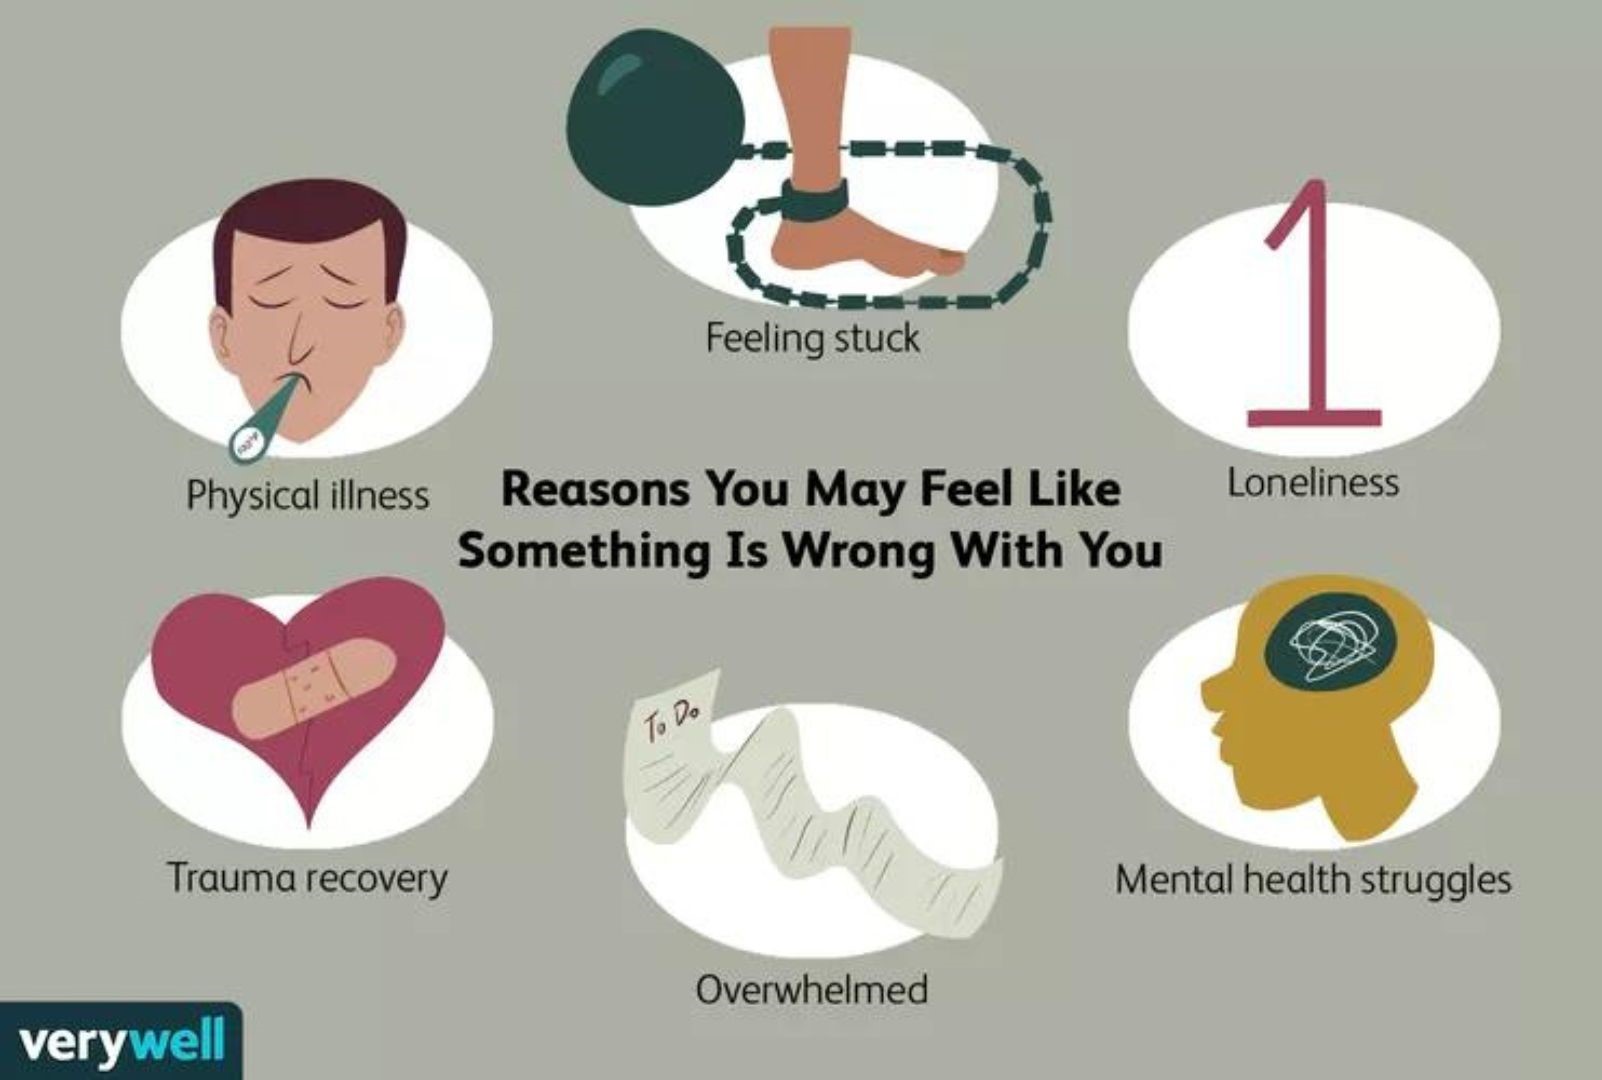 Feeling stuck
Physical illness
Loneliness
Reasons You May Feel Like
Something Is Wrong With You
To Do
Trauma recovery
Mental health struggles
Overwhelmed
verywell